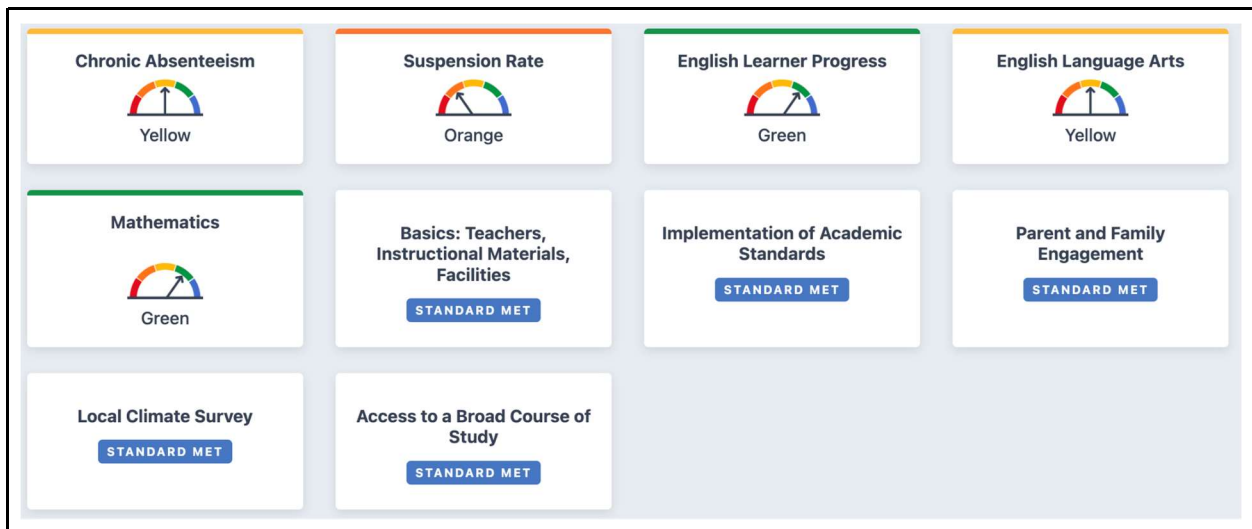 Chronic Absenteeism
Yellow
Suspension Rate
Orange
English Learner Progress
Green
English Language Arts
Yellow
Mathematics
Green
Basics: Teachers,
Instructional Materials,
Facilities
STANDARD MET
Implementation of Academic
Standards
STANDARD MET
Parent and Family
Engagement
STANDARD MET
Local Climate Survey
STANDARD MET
Access to a Broad Course of
Study
STANDARD MET